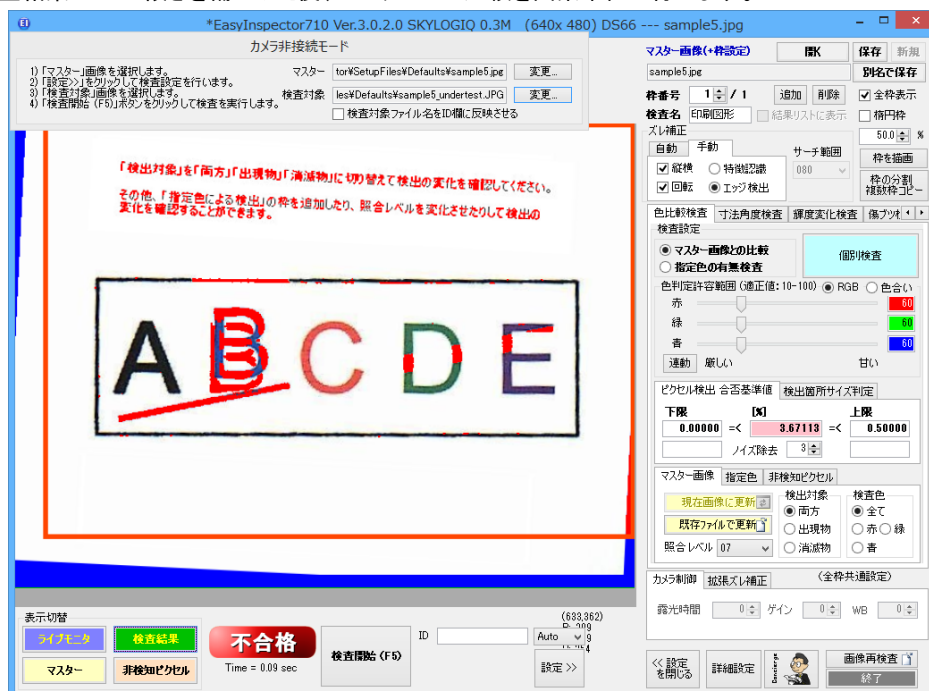 *EasyInspector710 Ver.3.0.2.0 SKYLOGIQ 0.3M (640x 480) DS66 --- sample5.jpg
カメラ非接続モード
1)「マスター」画像を選択します。
2)「設定>>」をクリックして検査設定を行います。
3)「検査対象」画像を選択します。
4)「検査開始 (F5)」ボタンをクリックして検査を実行します。
マスター tor¥SetupFiles¥Defaults¥sample5.jpg 変更...
検査対象 les¥Defaults¥sample5_undertest.JPG 変更...
検査対象ファイル名をID欄に反映させる
「検出対象」を「両方」「出現物」「消滅物」に切り替えて検出の変化を確認してください。
その他、「指定色による検出」の枠を追加したり、照合レベルを変化させたりして検出の
変化を確認することができます。
A B C D E
表示切替
ライブモニタ 検査結果
マスター 非検知ピクセル
不合格
Time = 0.09 sec
検査開始 (F5)
ID
(633,362)
Auto
設定 >>
マスター画像(+枠設定) 開K 保存 新規
sample5.jpg 別名で保存
枠番号 1 / 1 追加 削除 全枠表示
検査名 印刷図形 結果リストに表示 楕円枠
ズレ補正 50.0 %
自動 手動 サーチ範囲 枠を描画
縦横 特徴認識 080
回転 エッジ検出 枠の分割
複数枠コピー
色比較検査 寸法角度検査 輝度変化検査 傷ブツ
検査設定
マスター画像との比較 個別検査
指定色の有無検査
色判定許容範囲 (適正値:10-100) RGB 色合い
赤 60
緑 60
青 60
連動 厳しい 甘い
ピクセル検出 合否基準値 検出箇所サイズ判定
下限 [%] 上限
0.00000 =< 3.67113 =< 0.50000
ノイズ除去 3
マスター画像 指定色 非検知ピクセル
現在画像に更新 検出対象 検査色
両方 全て
既存ファイルで更新 出現物 赤 緑
照合レベル 07 消滅物 青
カメラ制御 拡張ズレ補正 (全枠共通設定)
露光時間 0 ゲイン 0 WB 0
<< 設定
を閉じる 詳細設定 Concierge 画像再検査
終了